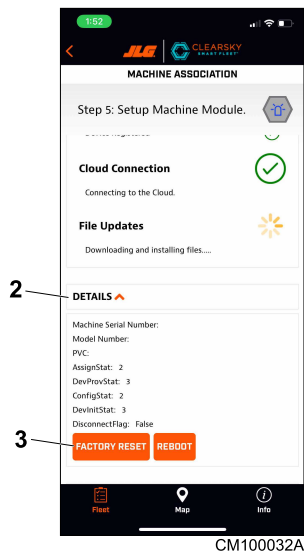 1:52
JLG CLEARSKY
SMART FLEET
MACHINE ASSOCIATION
Step 5: Setup Machine Module.
Cloud Connection
Connecting to the Cloud.
File Updates
Downloading and installing files.....
2
DETAILS
Machine Serial Number:
Model Number:
PVC:
AssignStat: 2
DevProvStat: 3
ConfigStat: 2
DevInitStat: 3
DisconnectFlag: False
3
FACTORY RESET REBOOT
Fleet Map Info
CM100032A